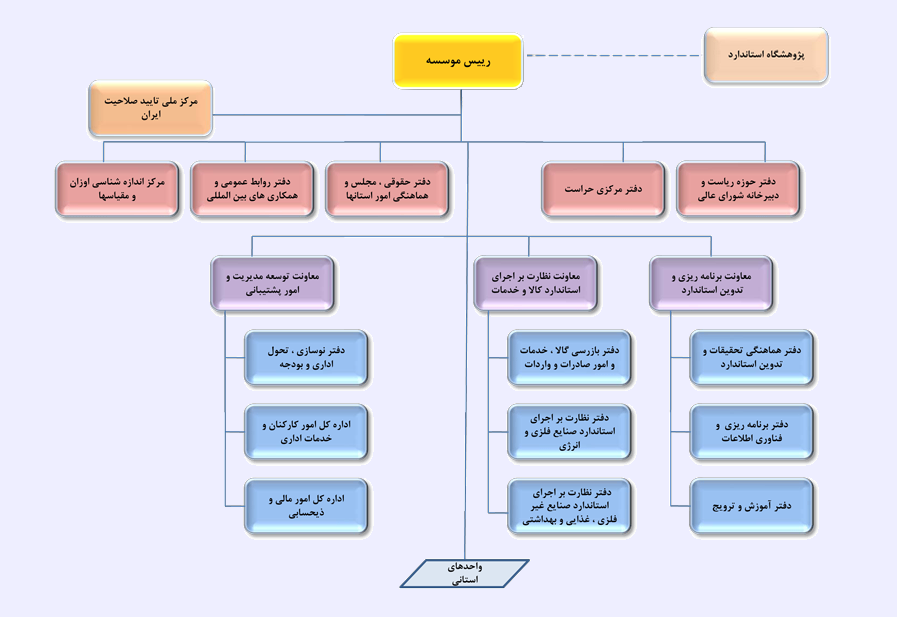 رییس موسسه
پژوهشگاه استاندارد
مرکز ملی تایید صلاحیت
ایران
دفتر حوزه ریاست و
دبیرخانه شورای عالی
دفتر مرکزی حراست
دفتر حقوقی ، مجلس و
هماهنگی امور استانها
دفتر روابط عمومی و
همکاری های بین المللی
مرکز اندازه شناسی اوزان
و مقیاسها
معاونت برنامه ریزی و
تدوین استاندارد
معاونت نظارت بر اجرای
استاندارد کالا و خدمات
معاونت توسعه مدیریت و
امور پشتیبانی
دفتر هماهنگی تحقیقات و
تدوین استاندارد
دفتر برنامه ریزی و
فناوری اطلاعات
دفتر آموزش و ترویج
دفتر بازرسی گالا ، خدمات
و امور صادرات و واردات
دفتر نظارت بر اجرای
استاندارد صنایع فلزی و
انرژی
دفتر نظارت بر اجرای
استاندارد صنایع غیر
فلزی ، غذایی و بهداشتی
دفتر نوسازی ، تحول
اداری و بودجه
اداره کل امور کارکنان و
خدمات اداری
اداره کل امور مالی و
ذیحسابی
واحدهای
استانی